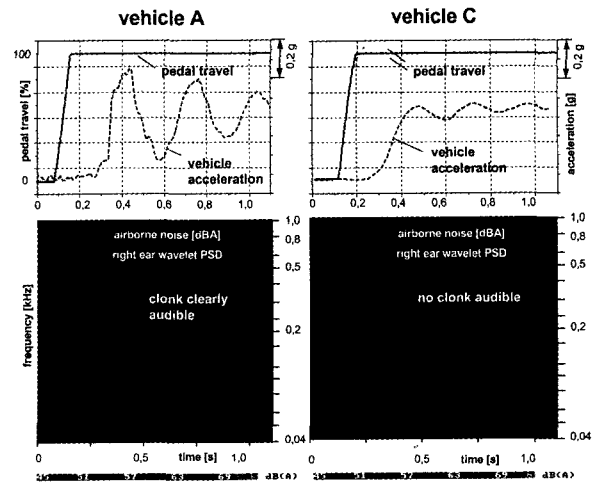 vehicle A
vehicle C
100
0
pedal travel [%]
pedal travel
vehicle
acceleration
0,2 g
0,2 0,4 0,6 0,8 1,0
pedal travel
vehicle
acceleration
0,2 g
acceleration [g]
0 0,2 0,4 0,6 0,8 1,0
airborne noise [dBA]
right ear wavelet PSD
clonk clearly
audible
frequency [kHz]
1,0
0,8
0,5
0,2
0,04
airborne noise [dBA]
right ear wavelet PSD
no clonk audible
1,0
0,8
0,5
0,2
0,04
0 0,5 time [s] 1,0
0 0,5 time [s] 1,0
45 51 57 63 69 dB(A)
45 51 57 63 69 dB(A)